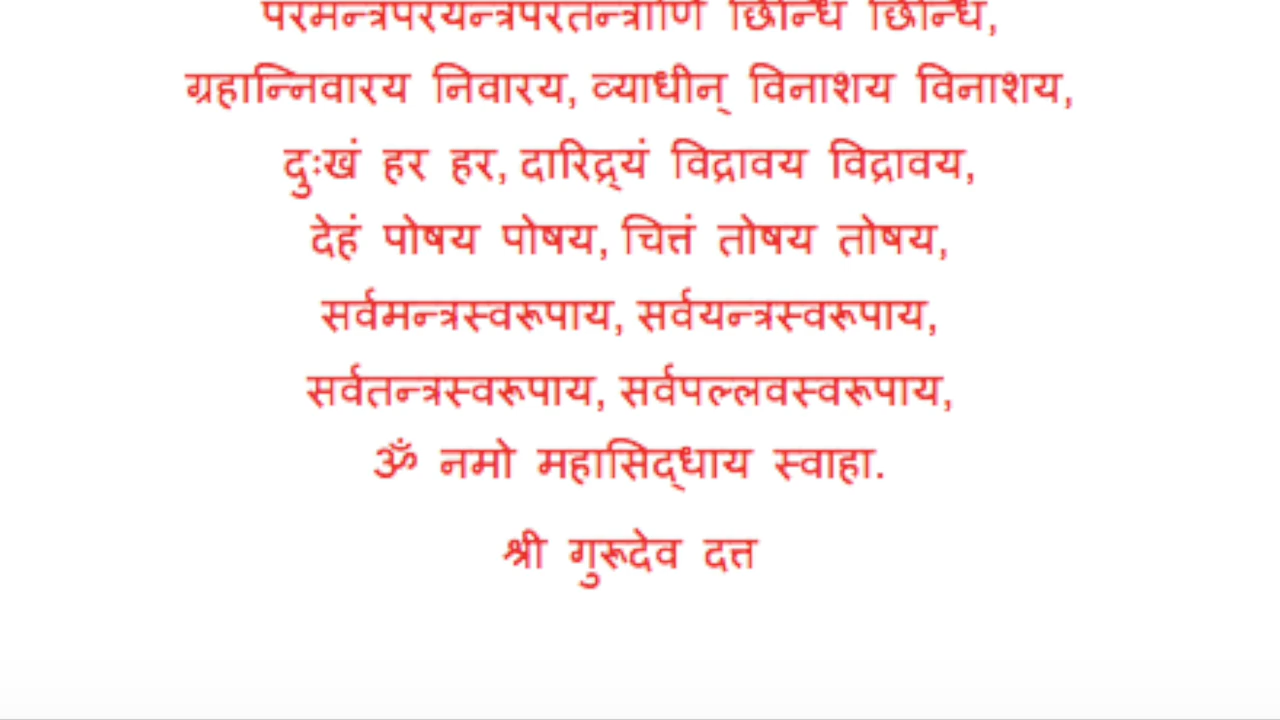 परमन्त्रपरयन्त्रपरतन्त्राणि छिन्धि छिन्धि,
ग्रहान्निवारय निवारय, व्याधीन् विनाशय विनाशय,
दुःखं हर हर, दारिद्र्यं विद्रावय विद्रावय,
देहं पोषय पोषय, चित्तं तोषय तोषय,
सर्वमन्त्रस्वरूपाय, सर्वयन्त्रस्वरूपाय,
सर्वतन्त्रस्वरूपाय, सर्वपल्लवस्वरूपाय,
ॐ नमो महासिद्धाय स्वाहा.
श्री गुरूदेव दत्त